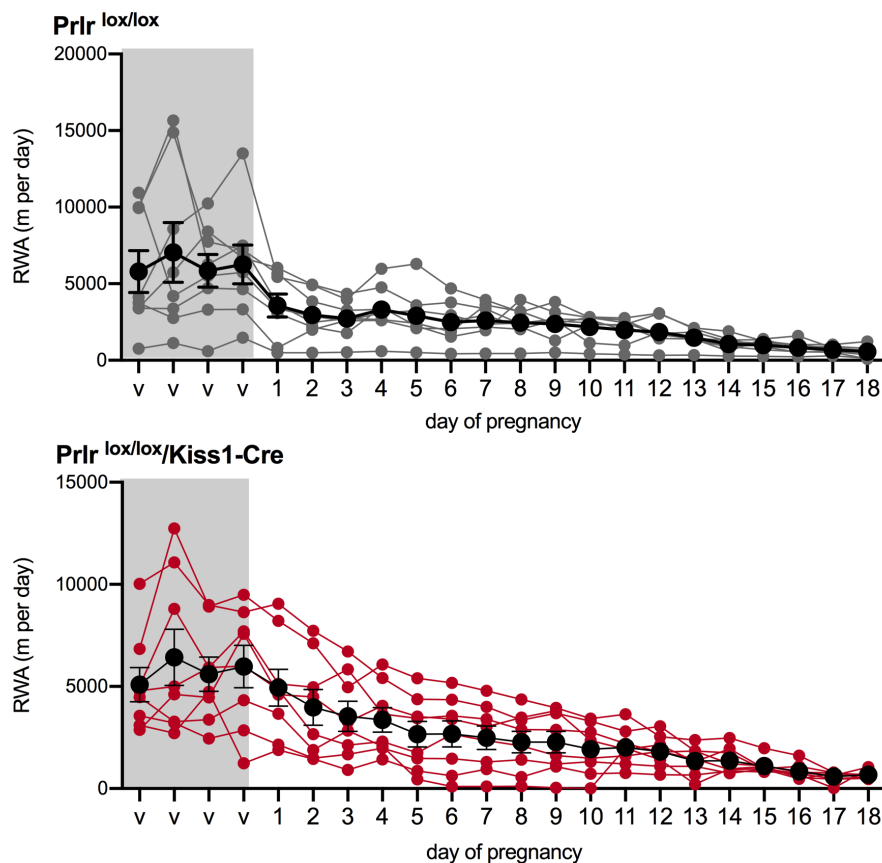 Prlr lox/lox
20000
15000
10000
5000
0
RWA (m per day)
v v v v 1 2 3 4 5 6 7 8 9 10 11 12 13 14 15 16 17 18
day of pregnancy
Prlr lox/lox/Kiss1-Cre
15000
10000
5000
0
RWA (m per day)
v v v v 1 2 3 4 5 6 7 8 9 10 11 12 13 14 15 16 17 18
day of pregnancy